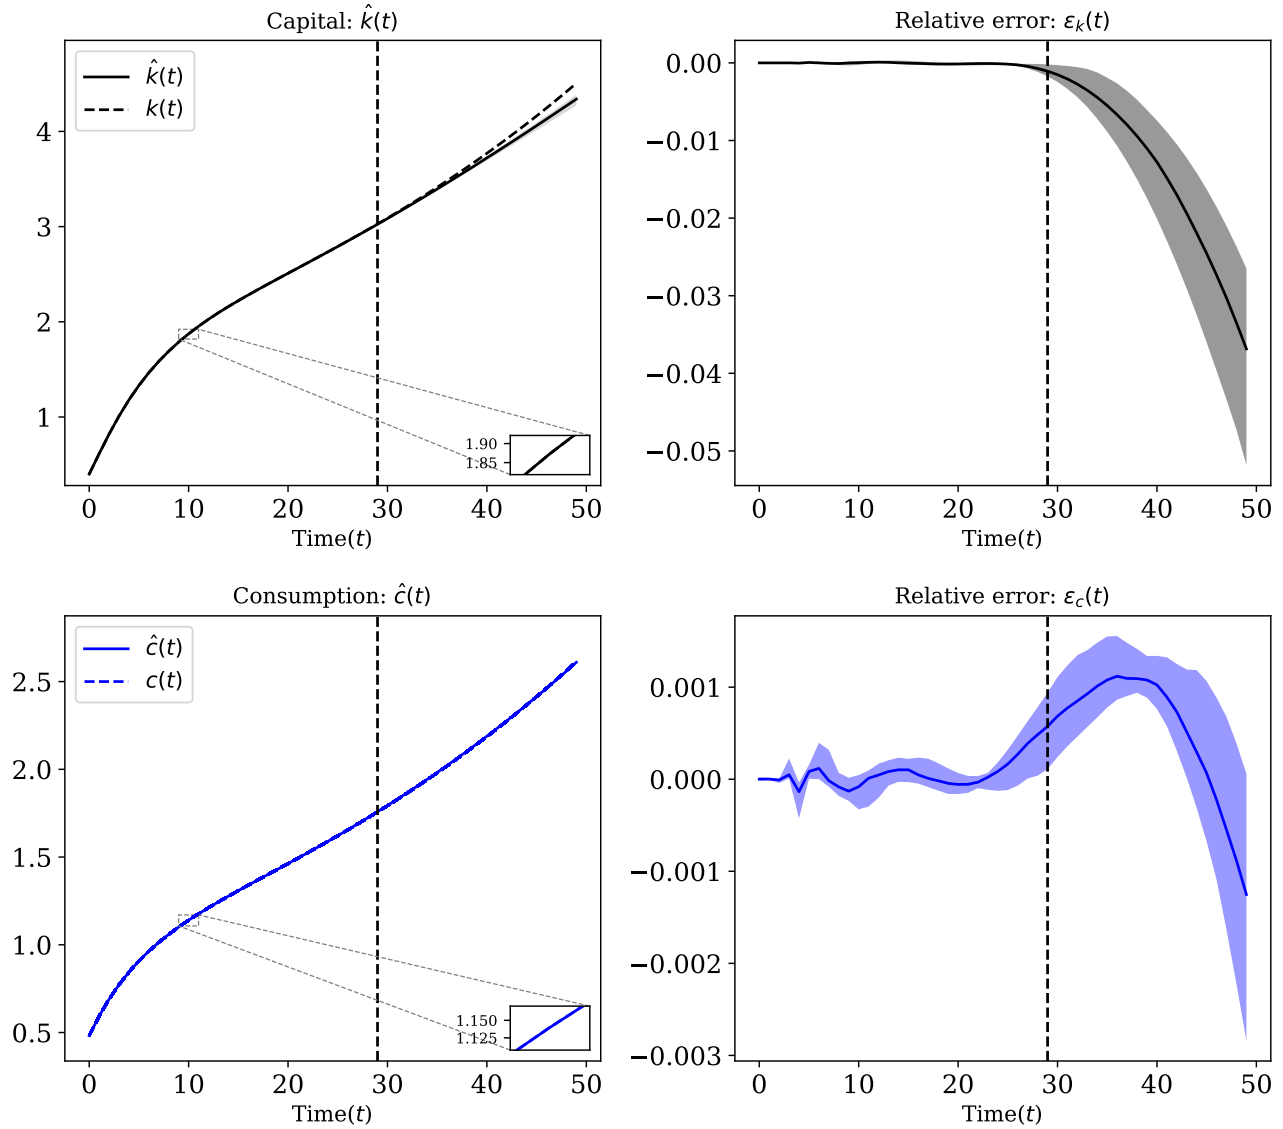 Capital: k̂(t)
k̂(t)
k(t)
4
3
2
1
1.90
1.85
0 10 20 30 40 50
Time(t)
Relative error: ε_k(t)
0.00
−0.01
−0.02
−0.03
−0.04
−0.05
0 10 20 30 40 50
Time(t)
Consumption: ĉ(t)
ĉ(t)
c(t)
2.5
2.0
1.5
1.0
0.5
1.150
1.125
0 10 20 30 40 50
Time(t)
Relative error: ε_c(t)
0.001
0.000
−0.001
−0.002
−0.003
0 10 20 30 40 50
Time(t)